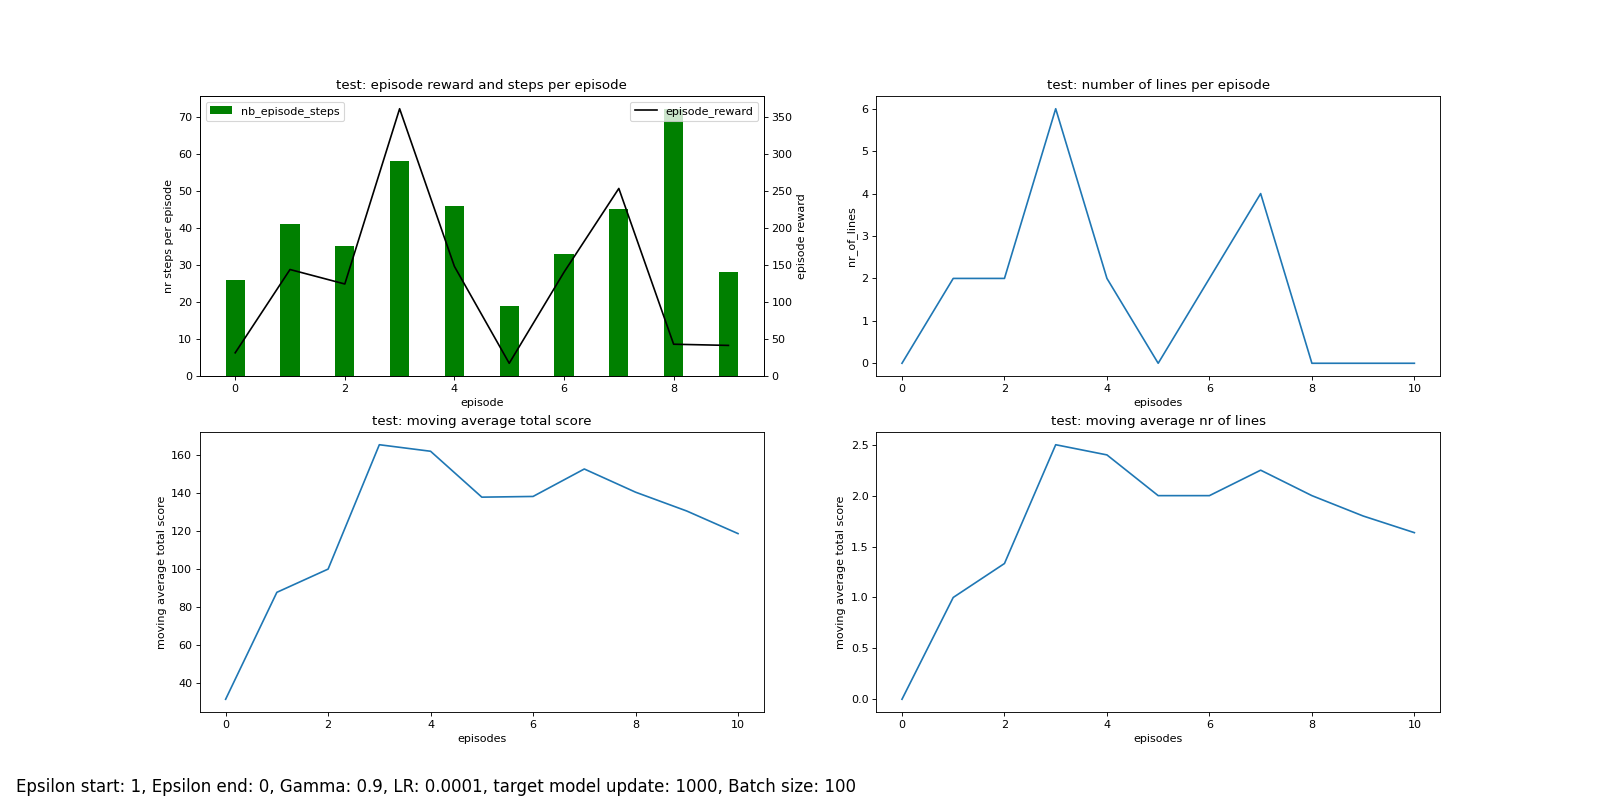 test: episode reward and steps per episode
nb_episode_steps
episode_reward
70
60
50
40
30
20
10
0
nr steps per episode
350
300
250
200
150
100
50
0
episode reward
0 2 4 6 8
episode
test: number of lines per episode
6
5
4
3
2
1
0
nr_of_lines
0 2 4 6 8 10
episodes
test: moving average total score
160
140
120
100
80
60
40
moving average total score
0 2 4 6 8 10
episodes
test: moving average nr of lines
2.5
2.0
1.5
1.0
0.5
0.0
moving average total score
0 2 4 6 8 10
episodes
Epsilon start: 1, Epsilon end: 0, Gamma: 0.9, LR: 0.0001, target model update: 1000, Batch size: 100